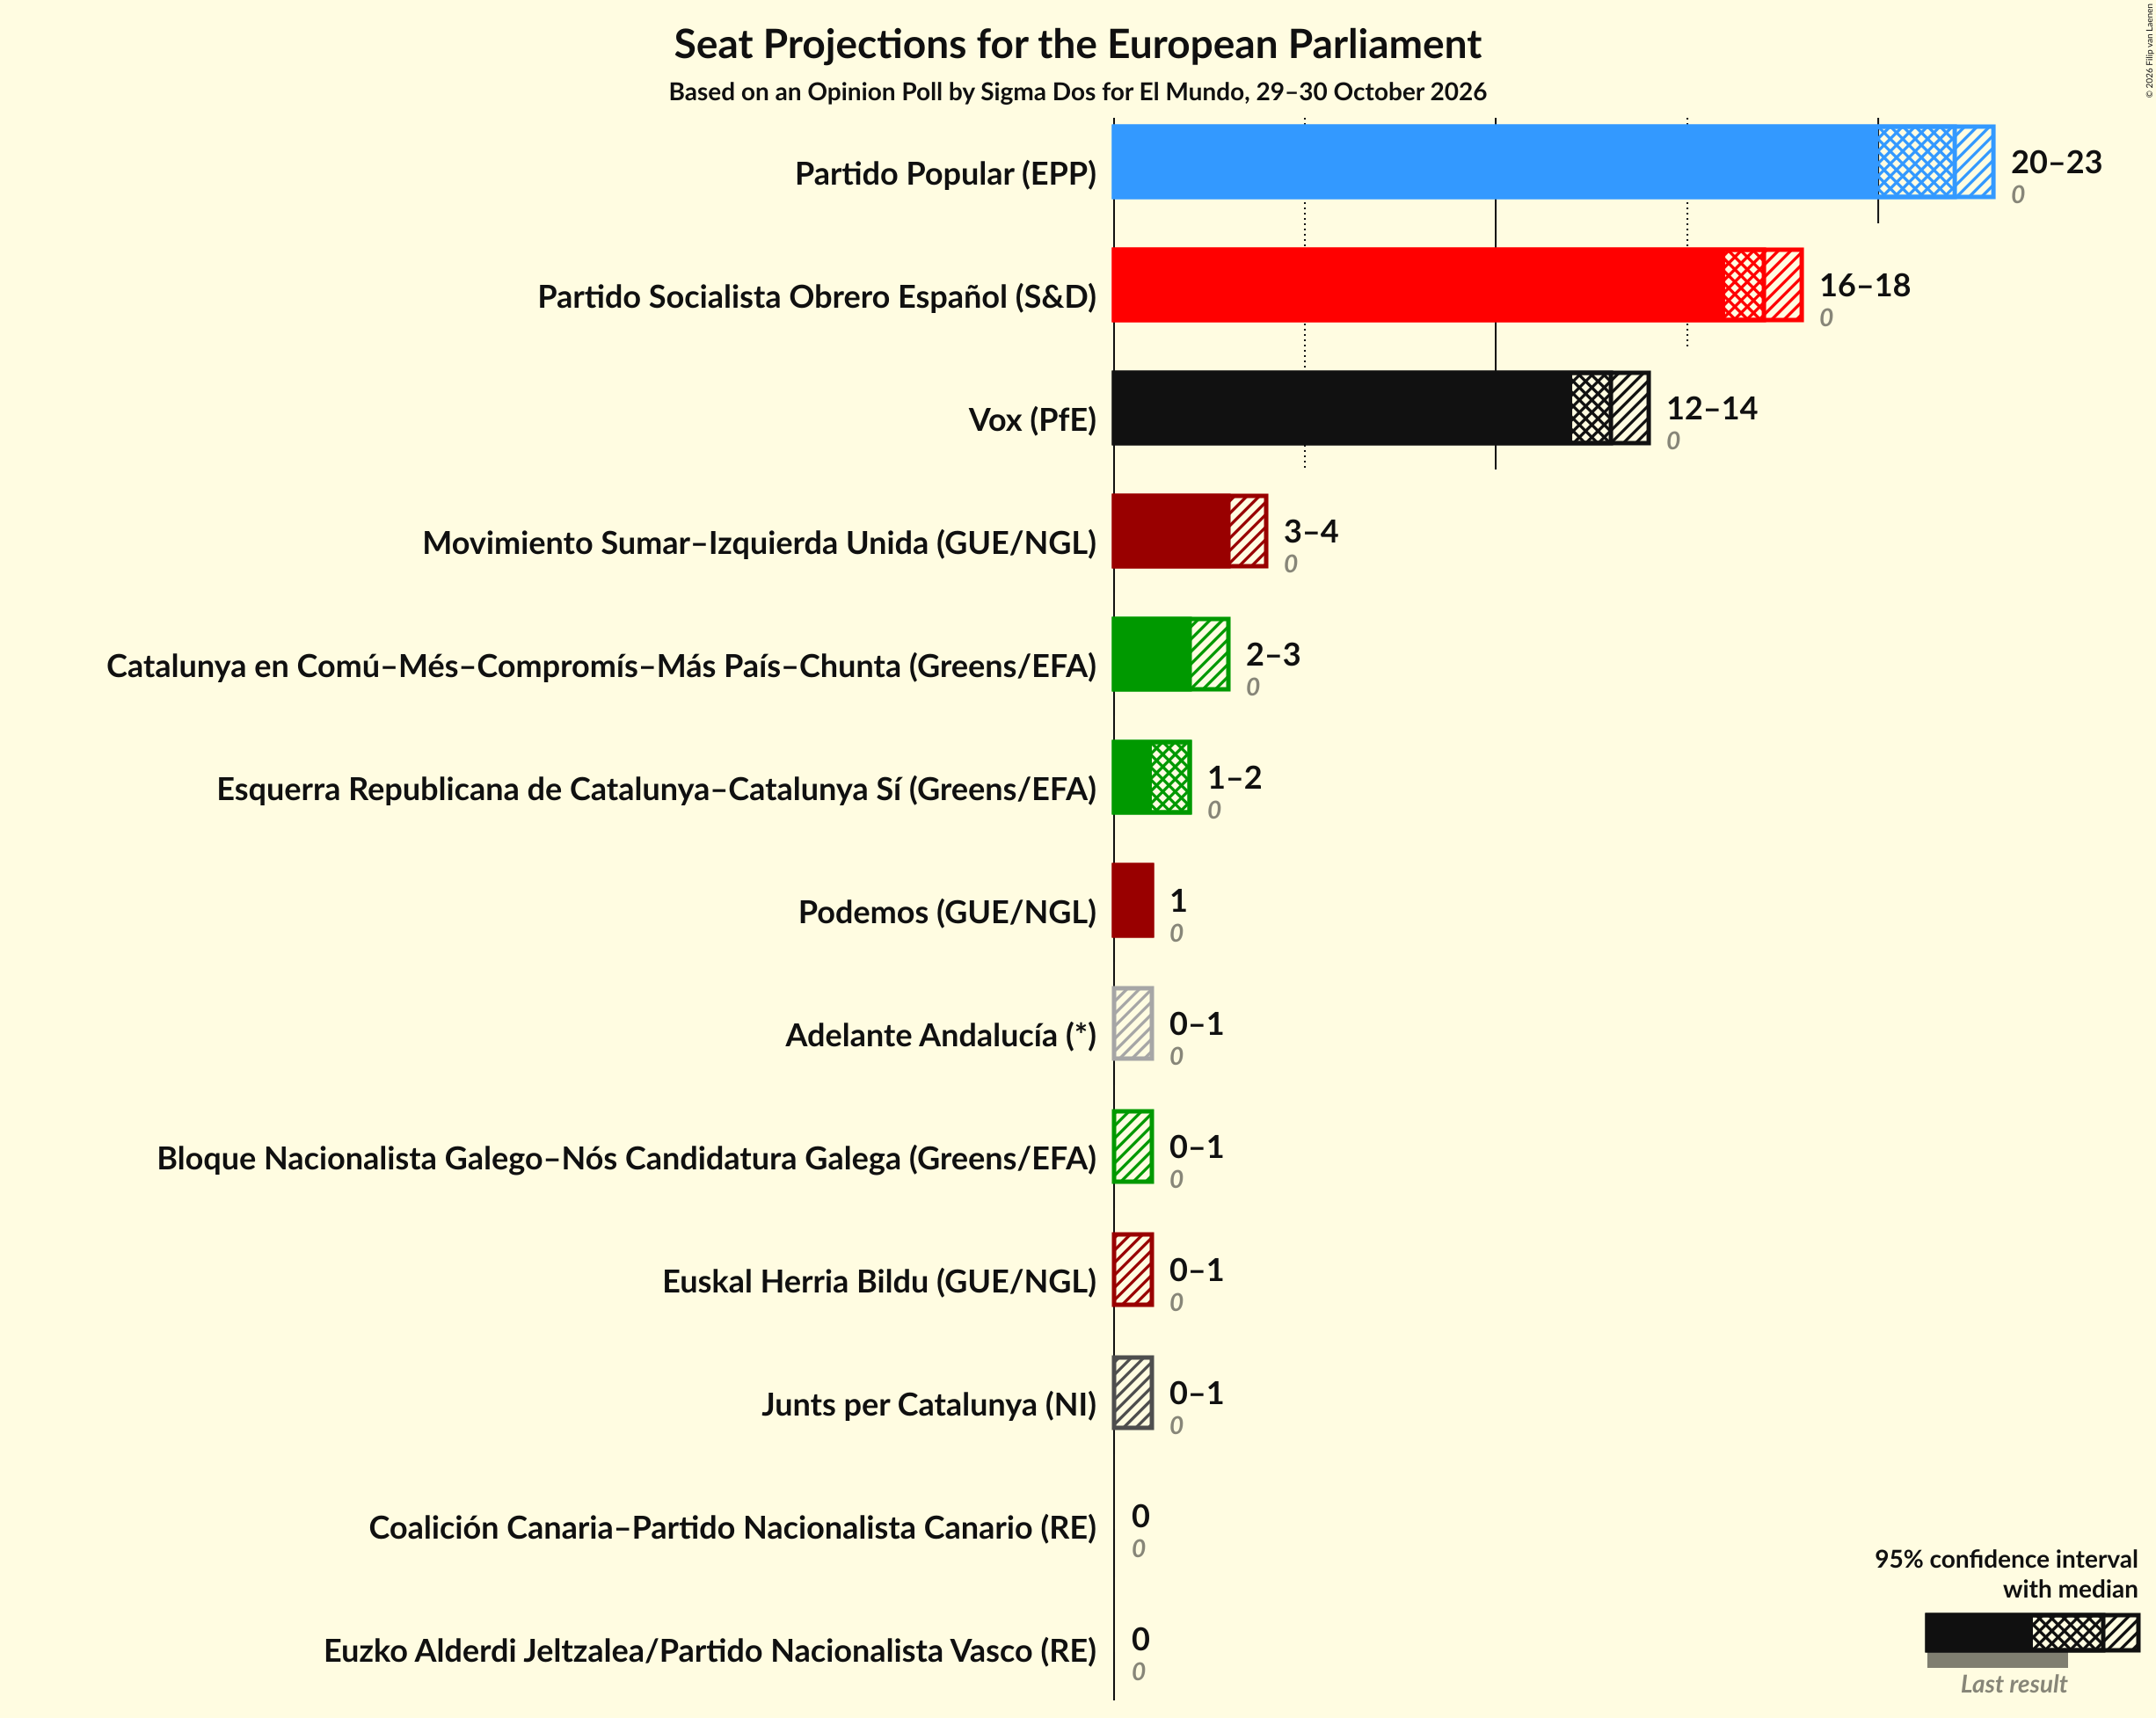 Seat Projections for the European Parliament
Based on an Opinion Poll by Sigma Dos for El Mundo, 29–30 October 2026
© 2026 Filip van Laenen
Partido Popular (EPP)
20–23
0
Partido Socialista Obrero Español (S&D)
16–18
0
Vox (PfE)
12–14
0
Movimiento Sumar–Izquierda Unida (GUE/NGL)
3–4
0
Catalunya en Comú–Més–Compromís–Más País–Chunta (Greens/EFA)
2–3
0
Esquerra Republicana de Catalunya–Catalunya Sí (Greens/EFA)
1–2
0
Podemos (GUE/NGL)
1
0
Adelante Andalucía (*)
0–1
0
Bloque Nacionalista Galego–Nós Candidatura Galega (Greens/EFA)
0–1
0
Euskal Herria Bildu (GUE/NGL)
0–1
0
Junts per Catalunya (NI)
0–1
0
Coalición Canaria–Partido Nacionalista Canario (RE)
0
0
Euzko Alderdi Jeltzalea/Partido Nacionalista Vasco (RE)
0
0
95% confidence interval
with median
Last result